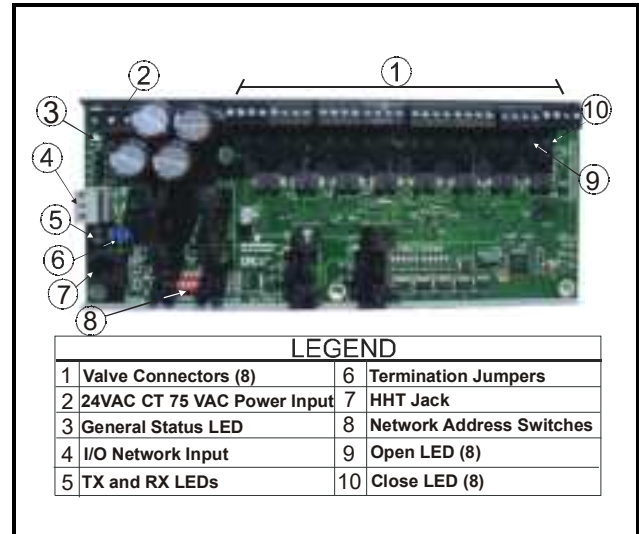 2
1
3
10
4
9
5
6
7
8
LEGEND
1 Valve Connectors (8) 6 Termination Jumpers
2 24VAC CT 75 VAC Power Input 7 HHT Jack
3 General Status LED 8 Network Address Switches
4 I/O Network Input 9 Open LED (8)
5 TX and RX LEDs 10 Close LED (8)